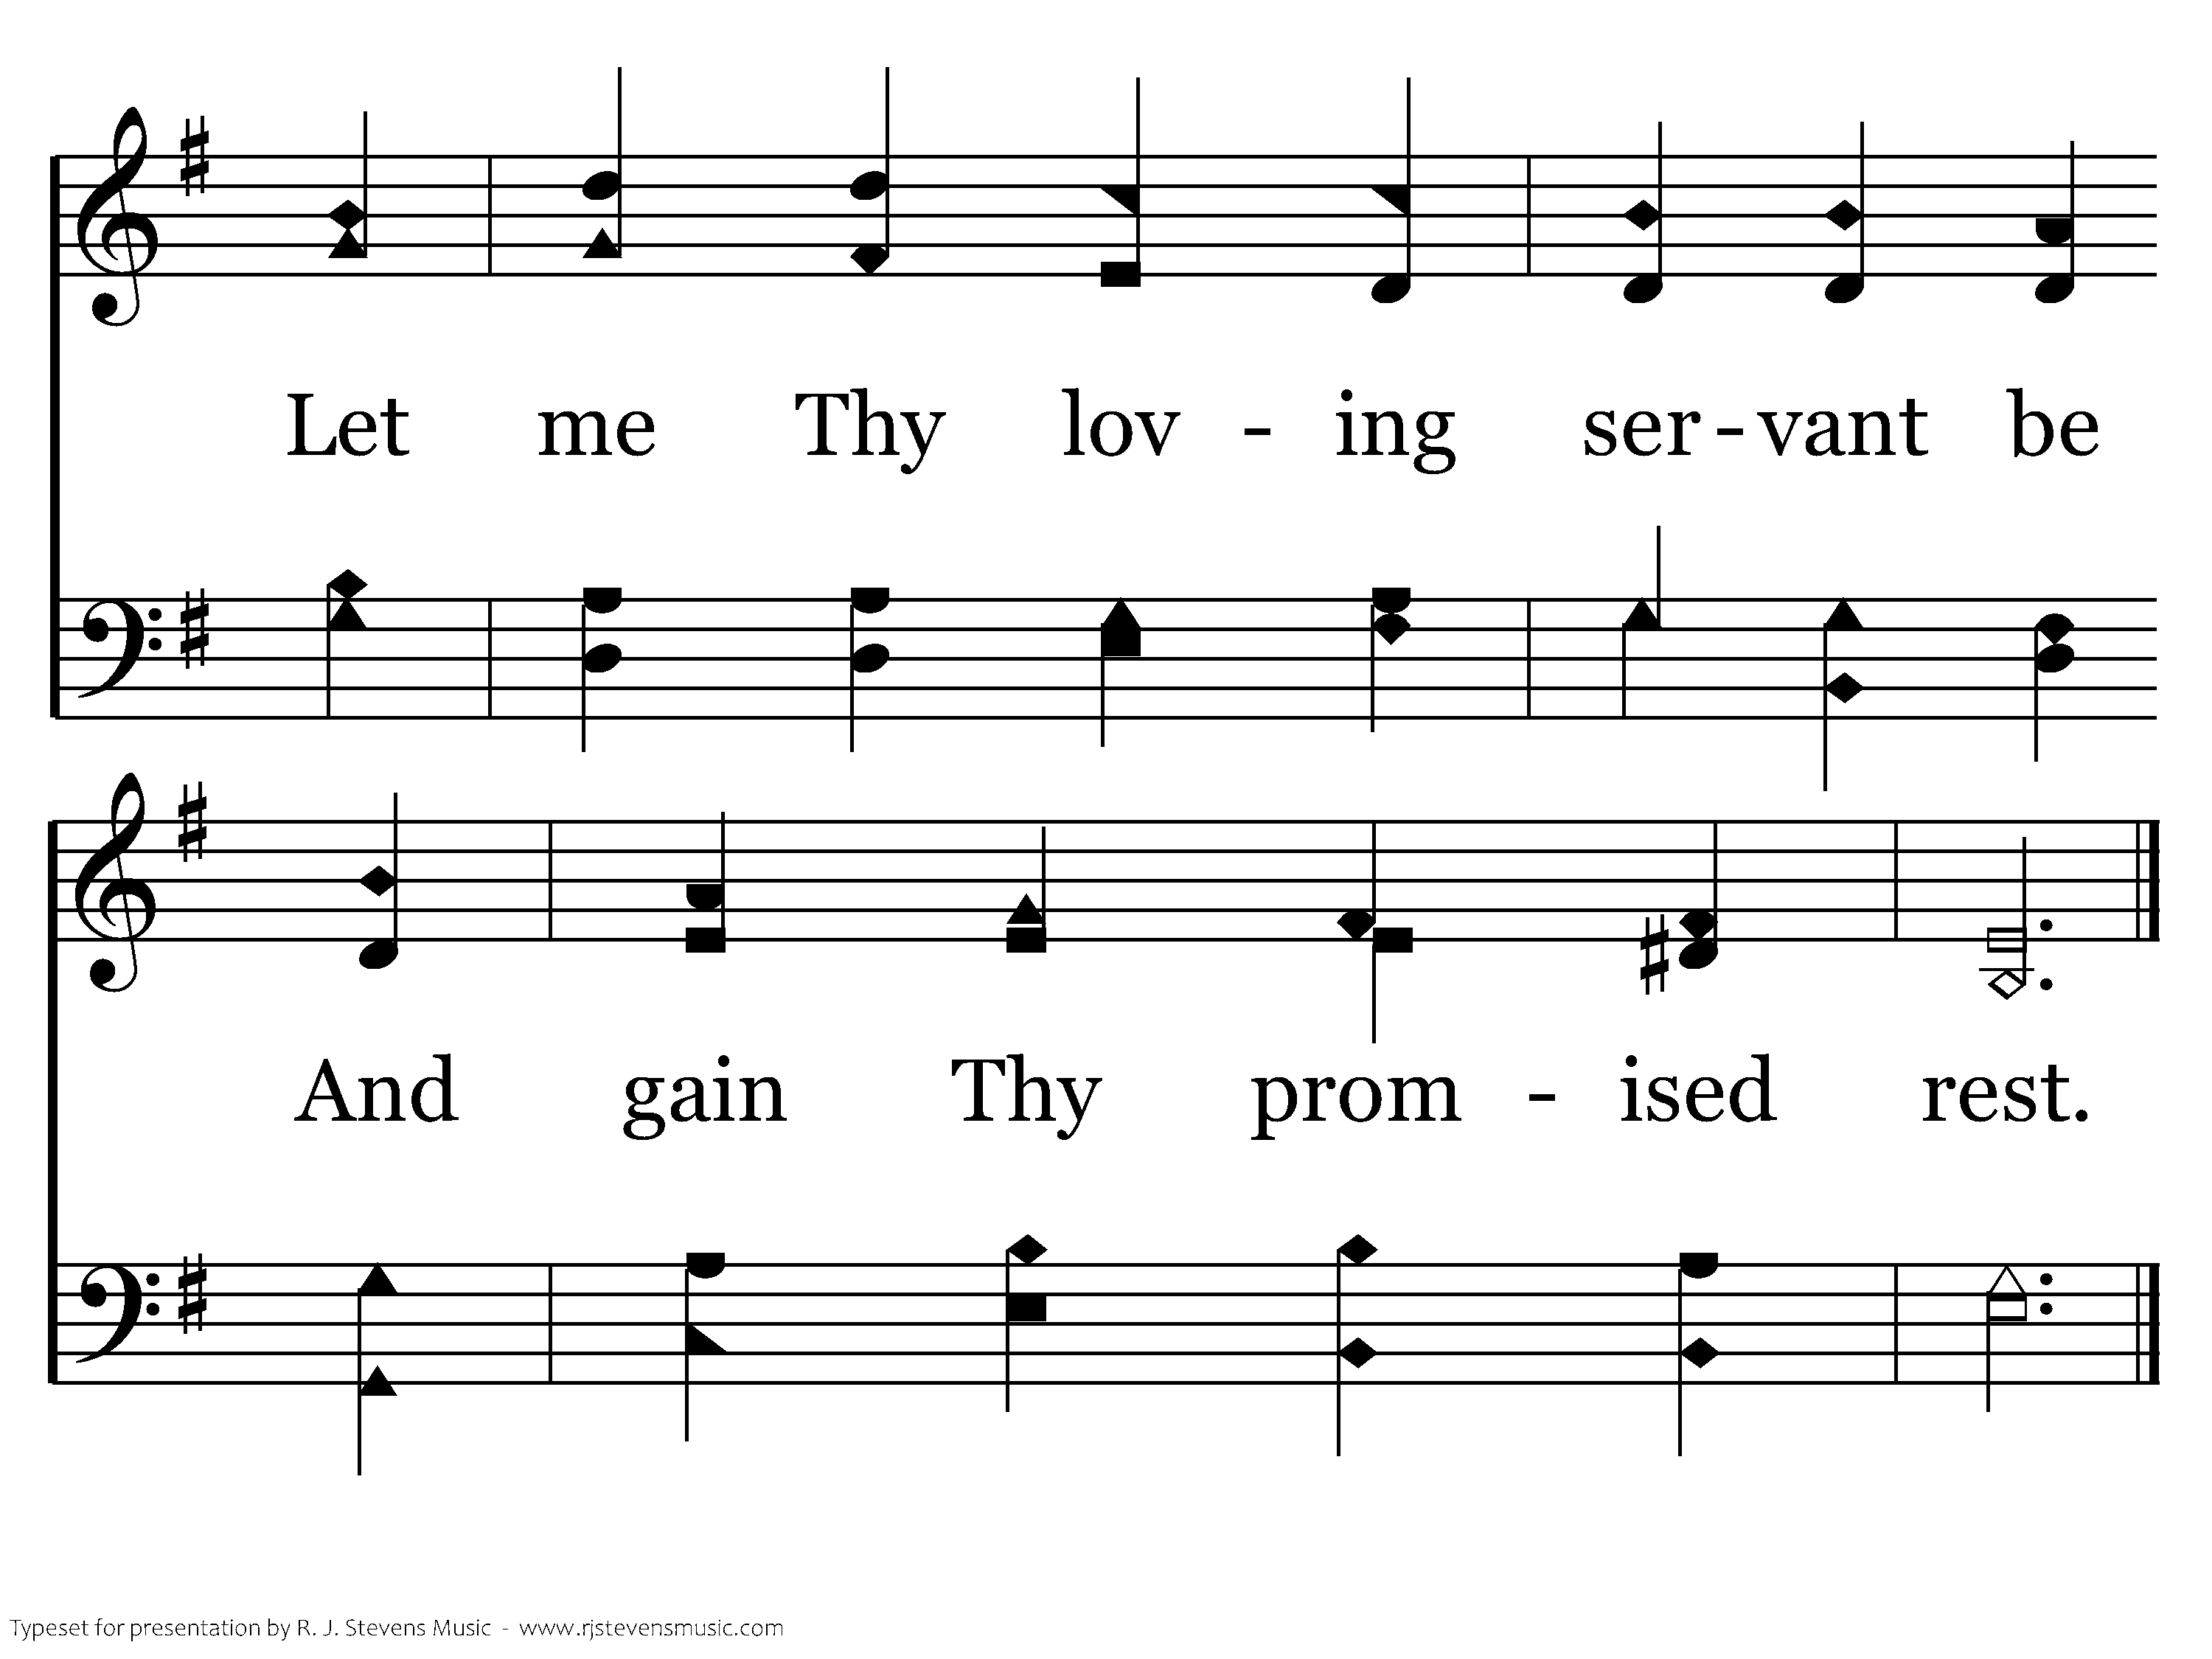 Let me Thy lov - ing ser - vant be
And gain Thy prom - ised rest.
Typeset for presentation by R. J. Stevens Music - www.rjstevensmusic.com